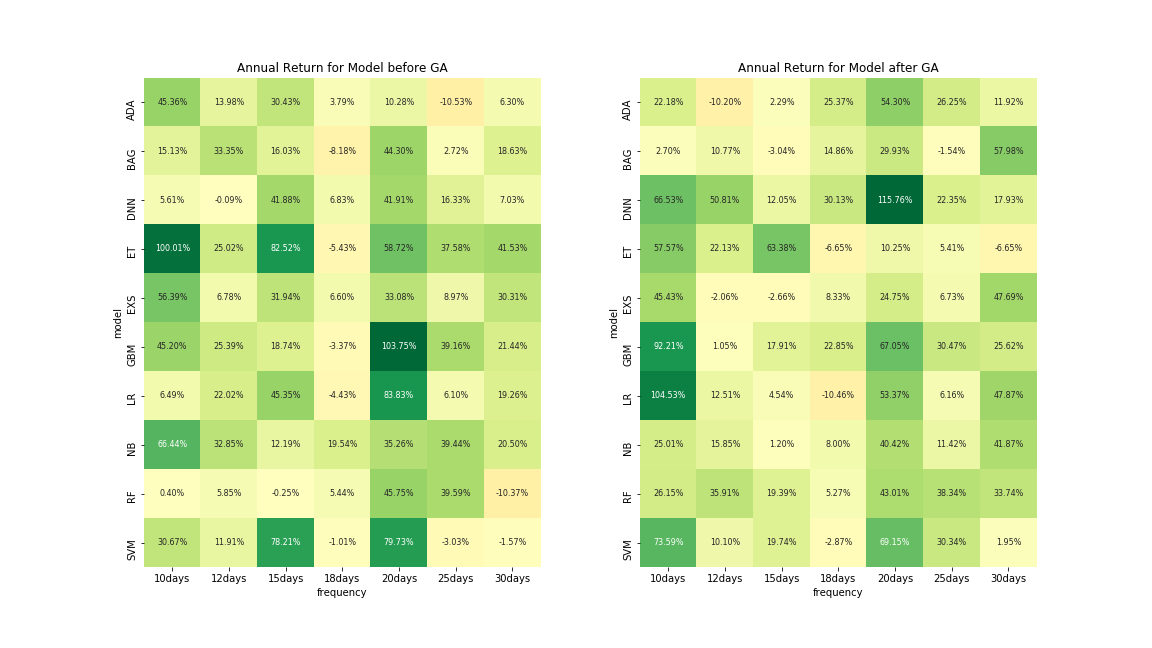 Annual Return for Model before GA
ADA 45.36% 13.98% 30.43% 3.79% 10.28% -10.53% 6.30%
BAG 15.13% 33.35% 16.03% -8.18% 44.30% 2.72% 18.63%
DNN 5.61% -0.09% 41.88% 6.83% 41.91% 16.33% 7.03%
ET 100.01% 25.02% 82.52% -5.43% 58.72% 37.58% 41.53%
EXS 56.39% 6.78% 31.94% 6.60% 33.08% 8.97% 30.31%
model
GBM 45.20% 25.39% 18.74% -3.37% 103.75% 39.16% 21.44%
LR 6.49% 22.02% 45.35% -4.43% 83.83% 6.10% 19.26%
NB 66.44% 32.85% 12.19% 19.54% 35.26% 39.44% 20.50%
RF 0.40% 5.85% -0.25% 5.44% 45.75% 39.59% -10.37%
SVM 30.67% 11.91% 78.21% -1.01% 79.73% -3.03% -1.57%
10days 12days 15days 18days 20days 25days 30days
frequency
Annual Return for Model after GA
ADA 22.18% -10.20% 2.29% 25.37% 54.30% 26.25% 11.92%
BAG 2.70% 10.77% -3.04% 14.86% 29.93% -1.54% 57.98%
DNN 66.53% 50.81% 12.05% 30.13% 115.76% 22.35% 17.93%
ET 57.57% 22.13% 63.38% -6.65% 10.25% 5.41% -6.65%
EXS 45.43% -2.06% -2.66% 8.33% 24.75% 6.73% 47.69%
model
GBM 92.21% 1.05% 17.91% 22.85% 67.05% 30.47% 25.62%
LR 104.53% 12.51% 4.54% -10.46% 53.37% 6.16% 47.87%
NB 25.01% 15.85% 1.20% 8.00% 40.42% 11.42% 41.87%
RF 26.15% 35.91% 19.39% 5.27% 43.01% 38.34% 33.74%
SVM 73.59% 10.10% 19.74% -2.87% 69.15% 30.34% 1.95%
10days 12days 15days 18days 20days 25days 30days
frequency